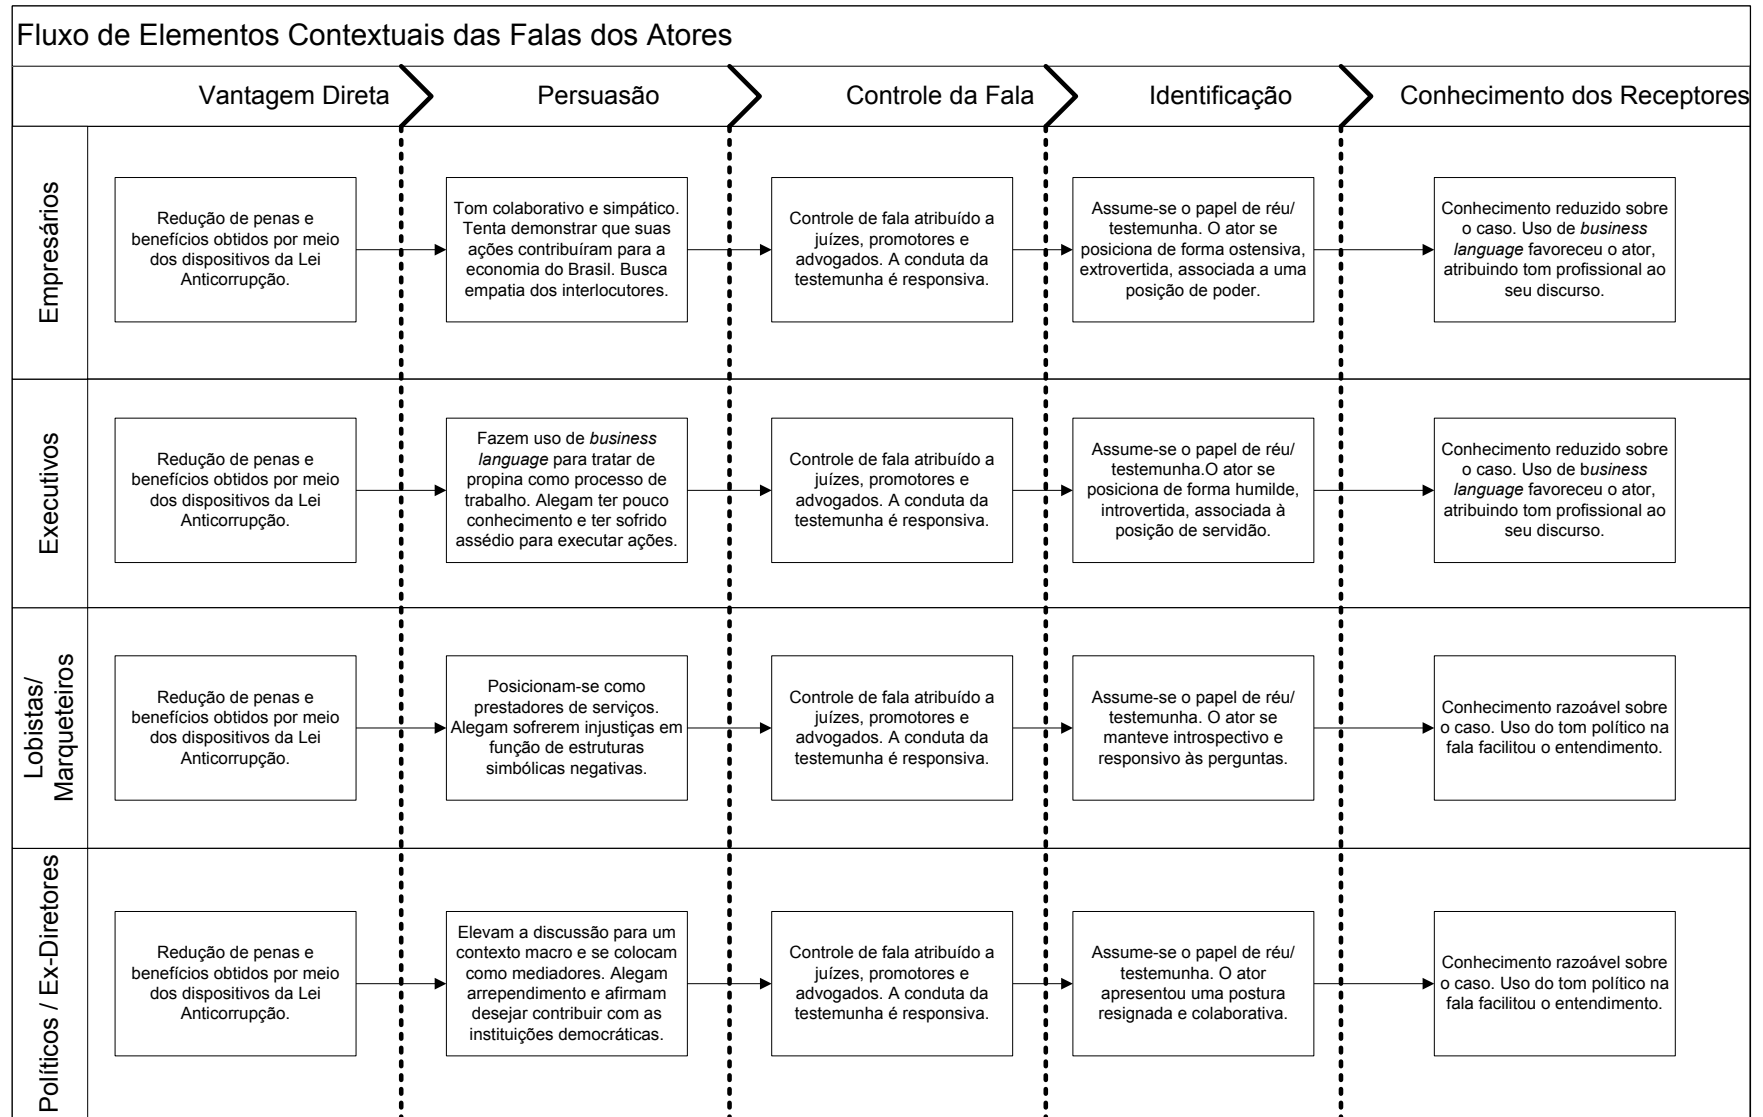 Fluxo de Elementos Contextuais das Falas dos Atores
Vantagem Direta
Persuasão
Controle da Fala
Identificação
Conhecimento dos Receptores
Empresários
Redução de penas e
benefícios obtidos por meio
dos dispositivos da Lei
Anticorrupção.
Tom colaborativo e simpático.
Tenta demonstrar que suas
ações contribuíram para a
economia do Brasil. Busca
empatia dos interlocutores.
Controle de fala atribuído a
juízes, promotores e
advogados. A conduta da
testemunha é responsiva.
Assume-se o papel de réu/
testemunha. O ator se
posiciona de forma ostensiva,
extrovertida, associada a uma
posição de poder.
Conhecimento reduzido sobre
o caso. Uso de business
language favoreceu o ator,
atribuindo tom profissional ao
seu discurso.
Executivos
Redução de penas e
benefícios obtidos por meio
dos dispositivos da Lei
Anticorrupção.
Fazem uso de business
language para tratar de
propina como processo de
trabalho. Alegam ter pouco
conhecimento e ter sofrido
assédio para executar ações.
Controle de fala atribuído a
juízes, promotores e
advogados. A conduta da
testemunha é responsiva.
Assume-se o papel de réu/
testemunha.O ator se
posiciona de forma humilde,
introvertida, associada à
posição de servidão.
Conhecimento reduzido sobre
o caso. Uso de business
language favoreceu o ator,
atribuindo tom profissional ao
seu discurso.
Lobistas/
Marqueteiros
Redução de penas e
benefícios obtidos por meio
dos dispositivos da Lei
Anticorrupção.
Posicionam-se como
prestadores de serviços.
Alegam sofrerem injustiças em
função de estruturas
simbólicas negativas.
Controle de fala atribuído a
juízes, promotores e
advogados. A conduta da
testemunha é responsiva.
Assume-se o papel de réu/
testemunha. O ator se
manteve introspectivo e
responsivo às perguntas.
Conhecimento razoável sobre
o caso. Uso do tom político na
fala facilitou o entendimento.
Políticos / Ex-Diretores
Redução de penas e
benefícios obtidos por meio
dos dispositivos da Lei
Anticorrupção.
Elevam a discussão para um
contexto macro e se colocam
como mediadores. Alegam
arrependimento e afirmam
desejar contribuir com as
instituições democráticas.
Controle de fala atribuído a
juízes, promotores e
advogados. A conduta da
testemunha é responsiva.
Assume-se o papel de réu/
testemunha. O ator
apresentou uma postura
resignada e colaborativa.
Conhecimento razoável sobre
o caso. Uso do tom político na
fala facilitou o entendimento.